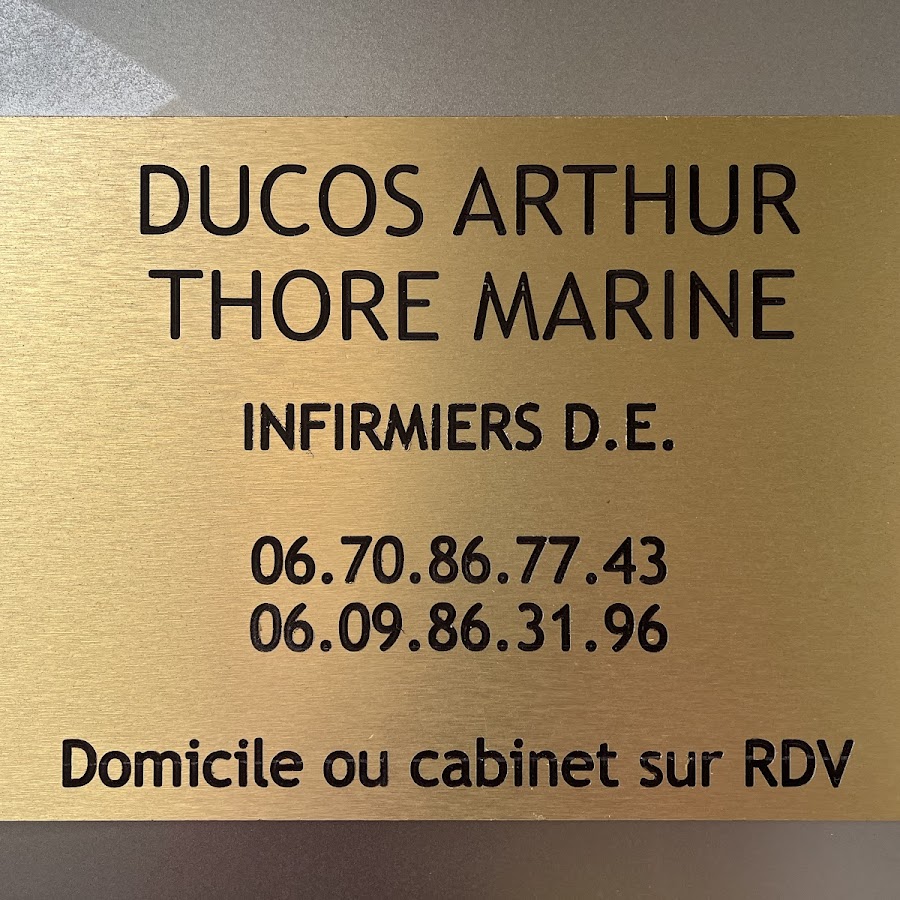 DUCOS ARTHUR
THORE MARINE
INFIRMIERS D.E.
06.70.86.77.43
06.09.86.31.96
Domicile ou cabinet sur RDV